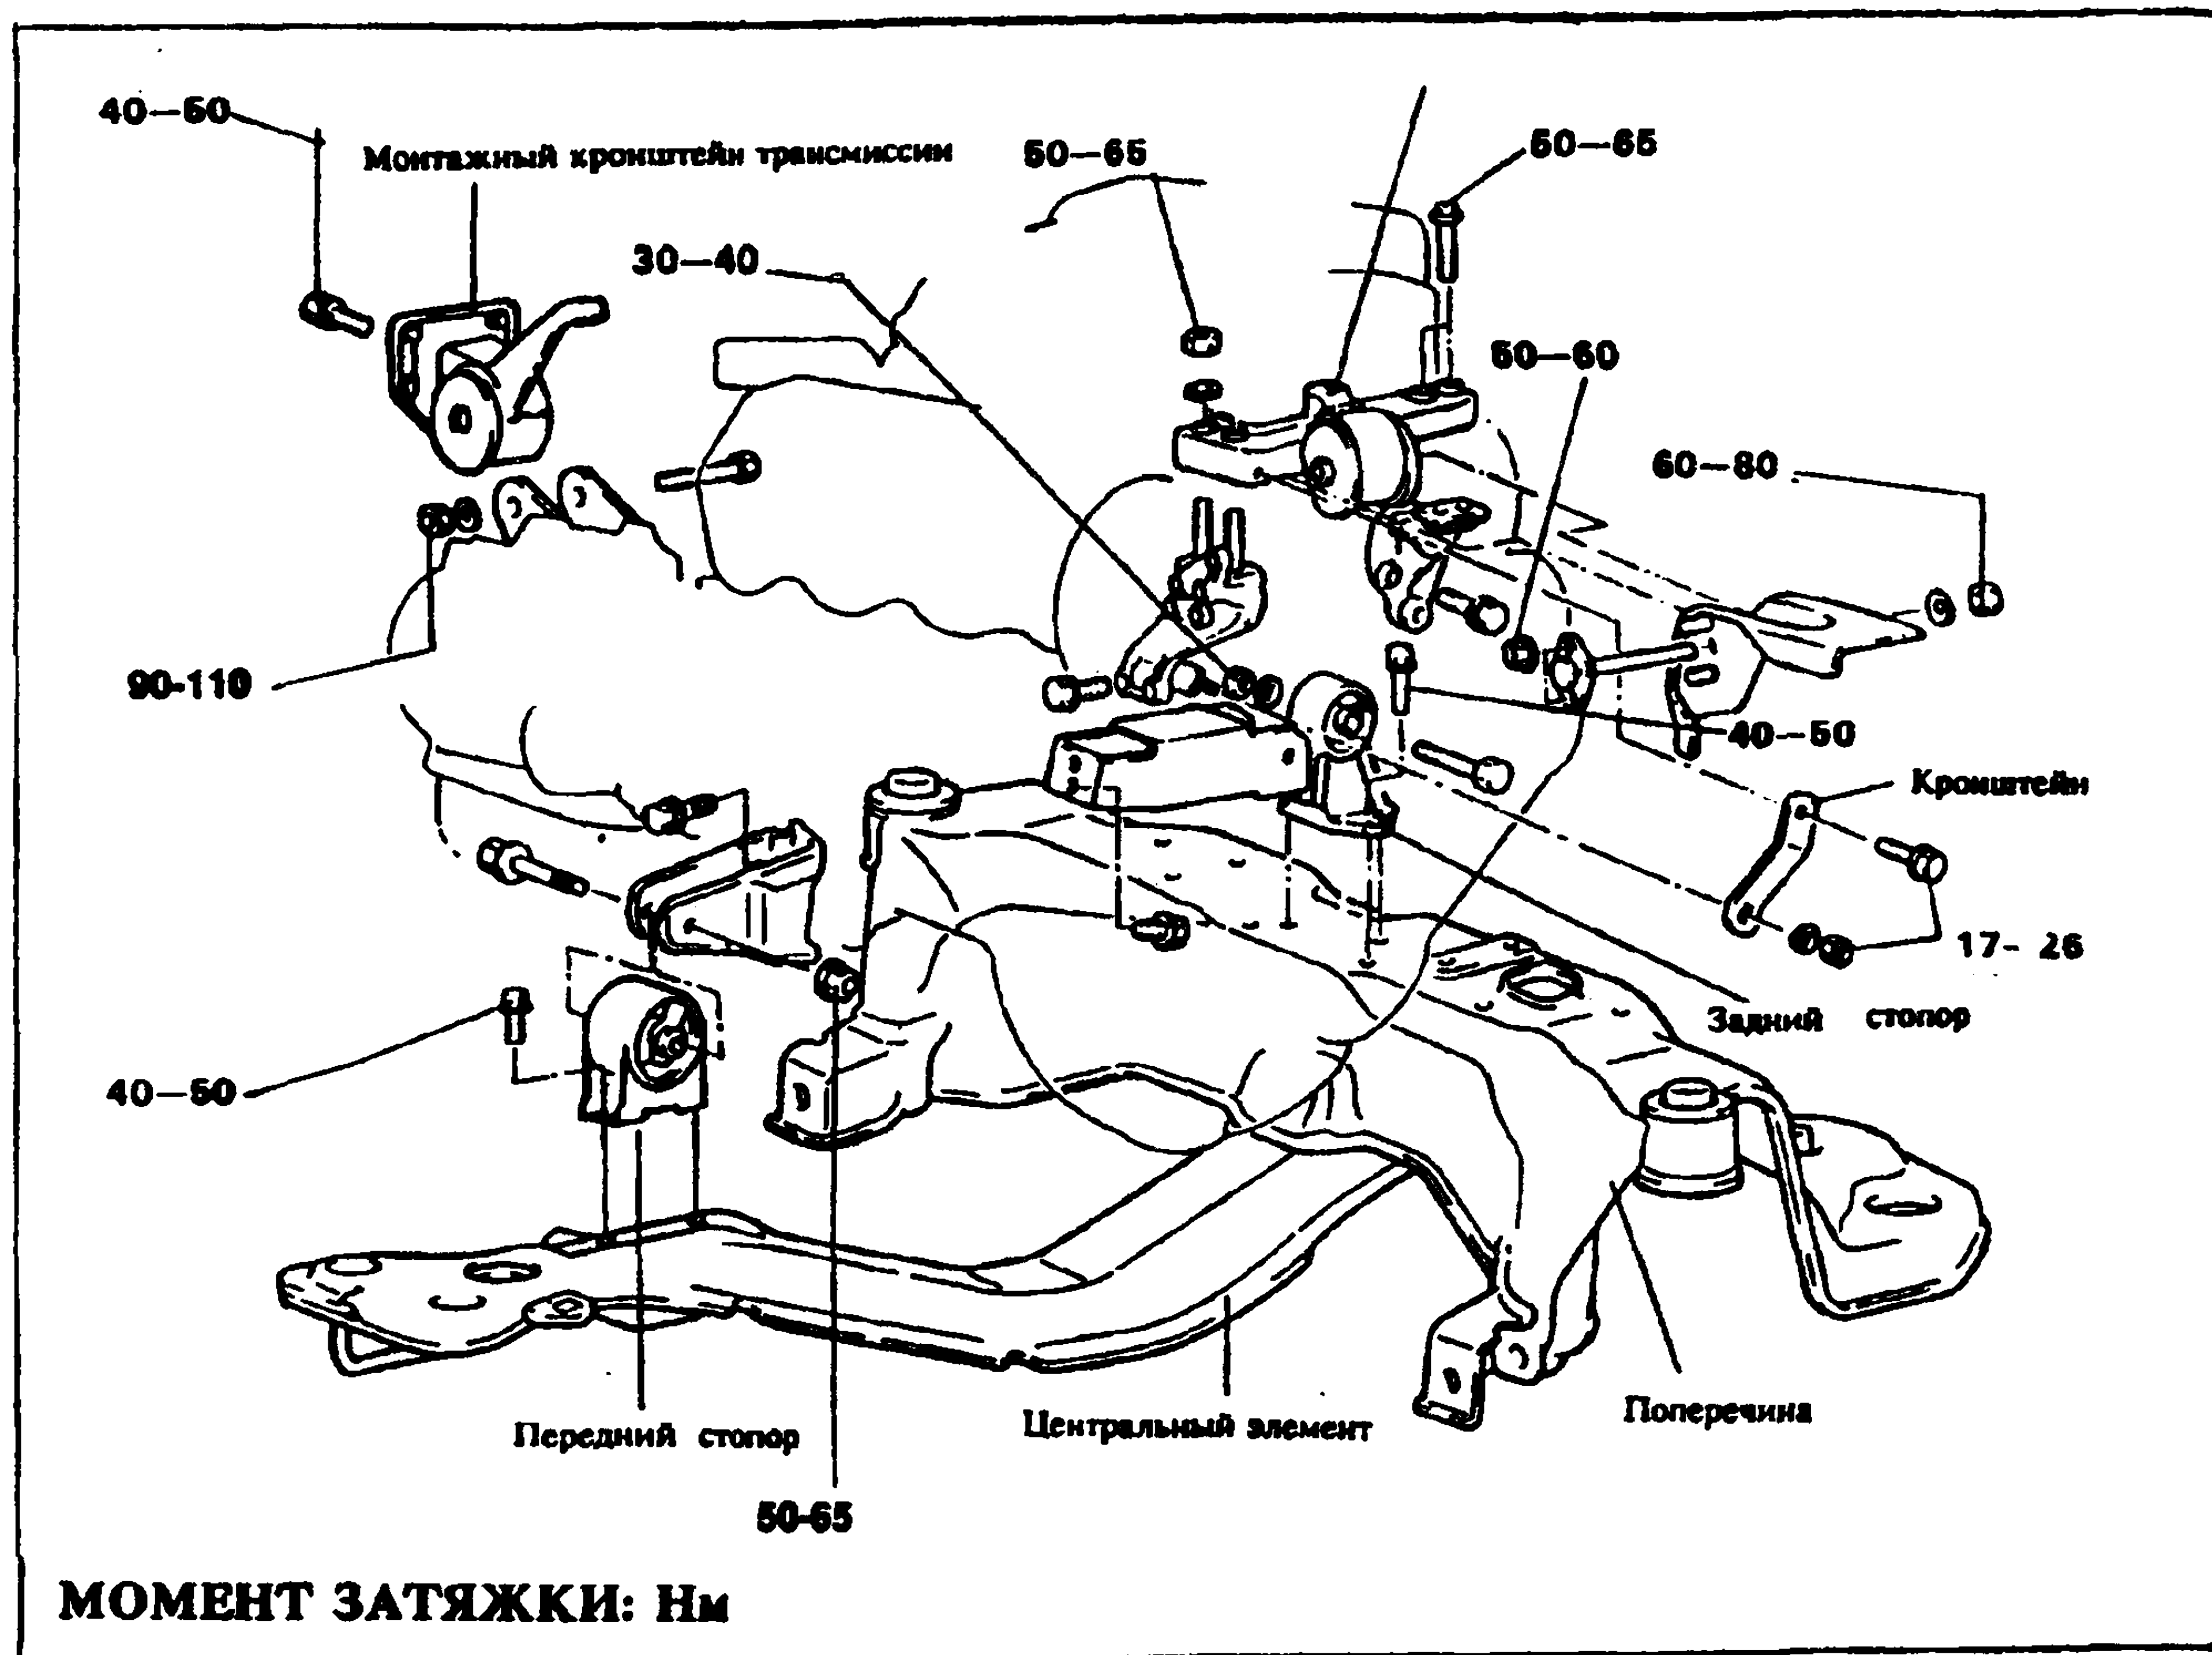 40—50
Монтажный кронштейн трансмиссии
50—65
50—65
30—40
50—60
60—80
90-110
40—50
Кронштейн
17- 26
Задний стопор
40—50
Передний стопор
Центральный элемент
Поперечина
50-65
МОМЕНТ ЗАТЯЖКИ: Нм